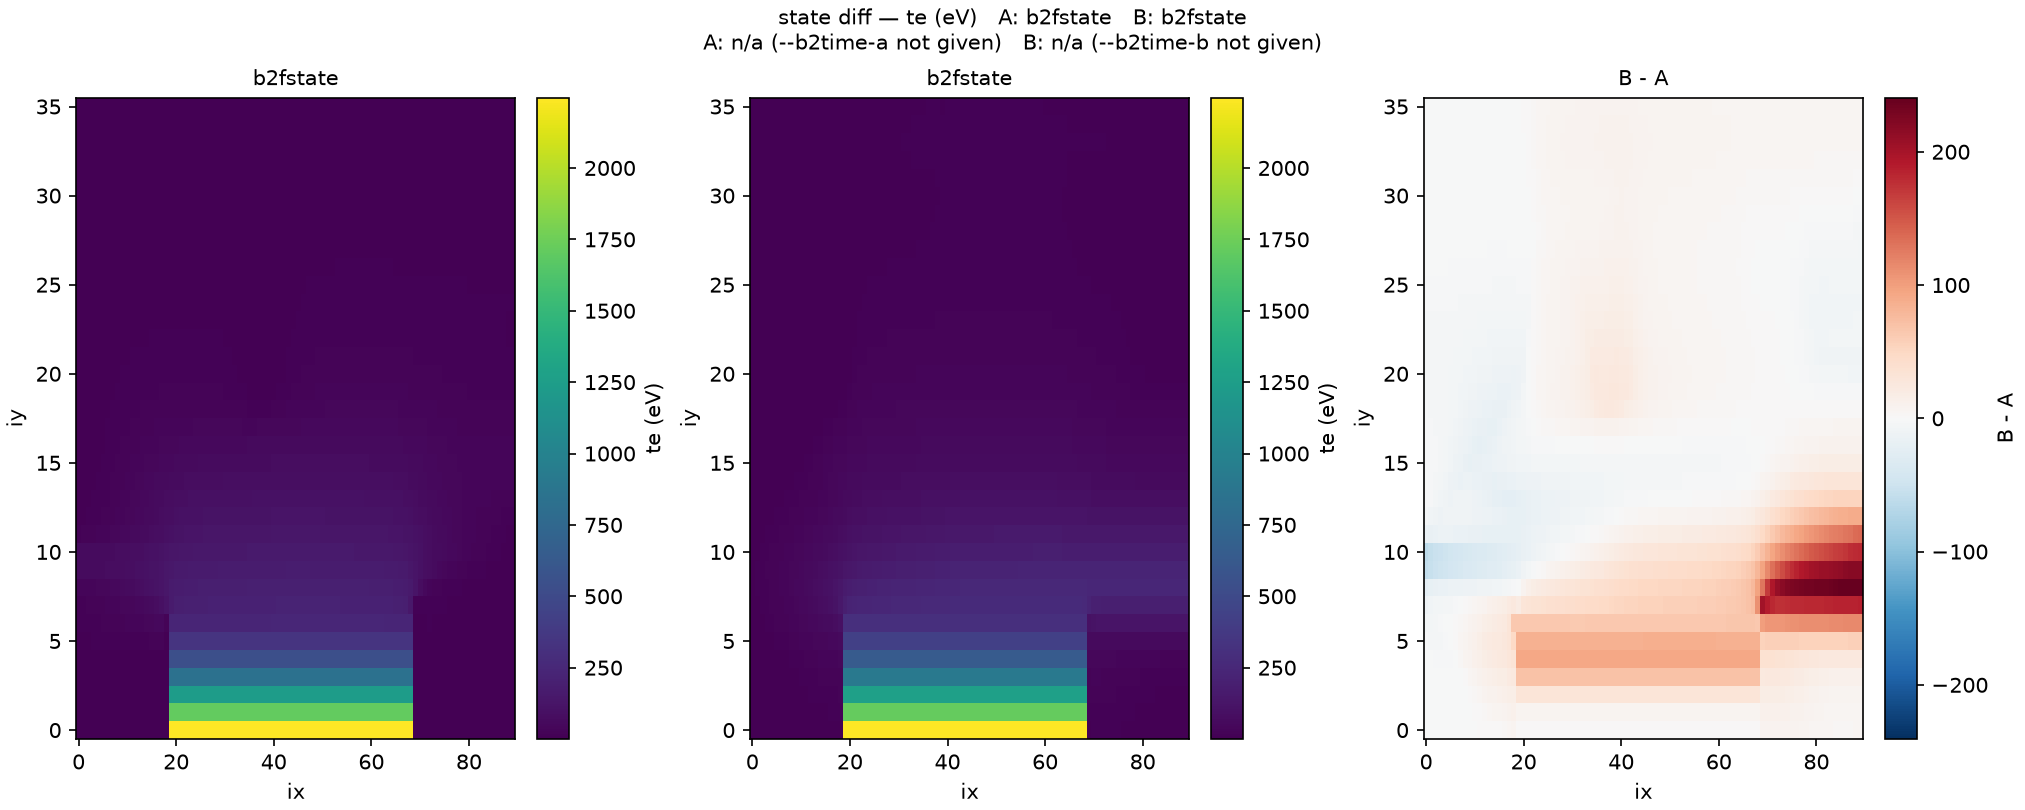 state diff — te (eV)   A: b2fstate   B: b2fstate
A: n/a (--b2time-a not given)   B: n/a (--b2time-b not given)
b2fstate
35
30
25
20
15
10
5
0
iy
0 20 40 60 80
ix
2000
1750
1500
1250
1000
750
500
250
te (eV)
b2fstate
35
30
25
20
15
10
5
0
iy
0 20 40 60 80
ix
2000
1750
1500
1250
1000
750
500
250
te (eV)
B - A
35
30
25
20
15
10
5
0
iy
0 20 40 60 80
ix
200
100
0
−100
−200
B - A